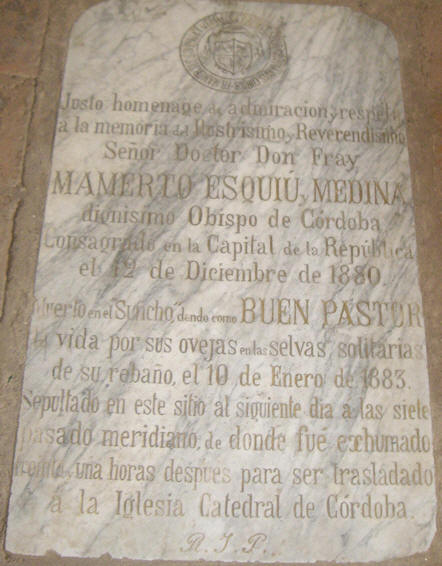 Justo homenage de admiracion y respeto
a la memoria del Ilustrisimo y Reverendisimo
Señor Doctor Don Fray
MAMERTO ESQUIÚ Y MEDINA,
dignisimo Obispo de Córdoba
Consagrado en la Capital de la República
el 12 de Diciembre de 1880.
Muerto en el "Suncho," dando como BUEN PASTOR
la vida por sus ovejas en las selvas solitarias
de su rebaño, el 10 de Enero de 1883.
Sepultado en este sitio al siguiente dia a las siete
pasado meridiano, de donde fué exhumado
treinta y una horas despues para ser trasladado
a la Iglesia Catedral de Córdoba.
R. I. P.